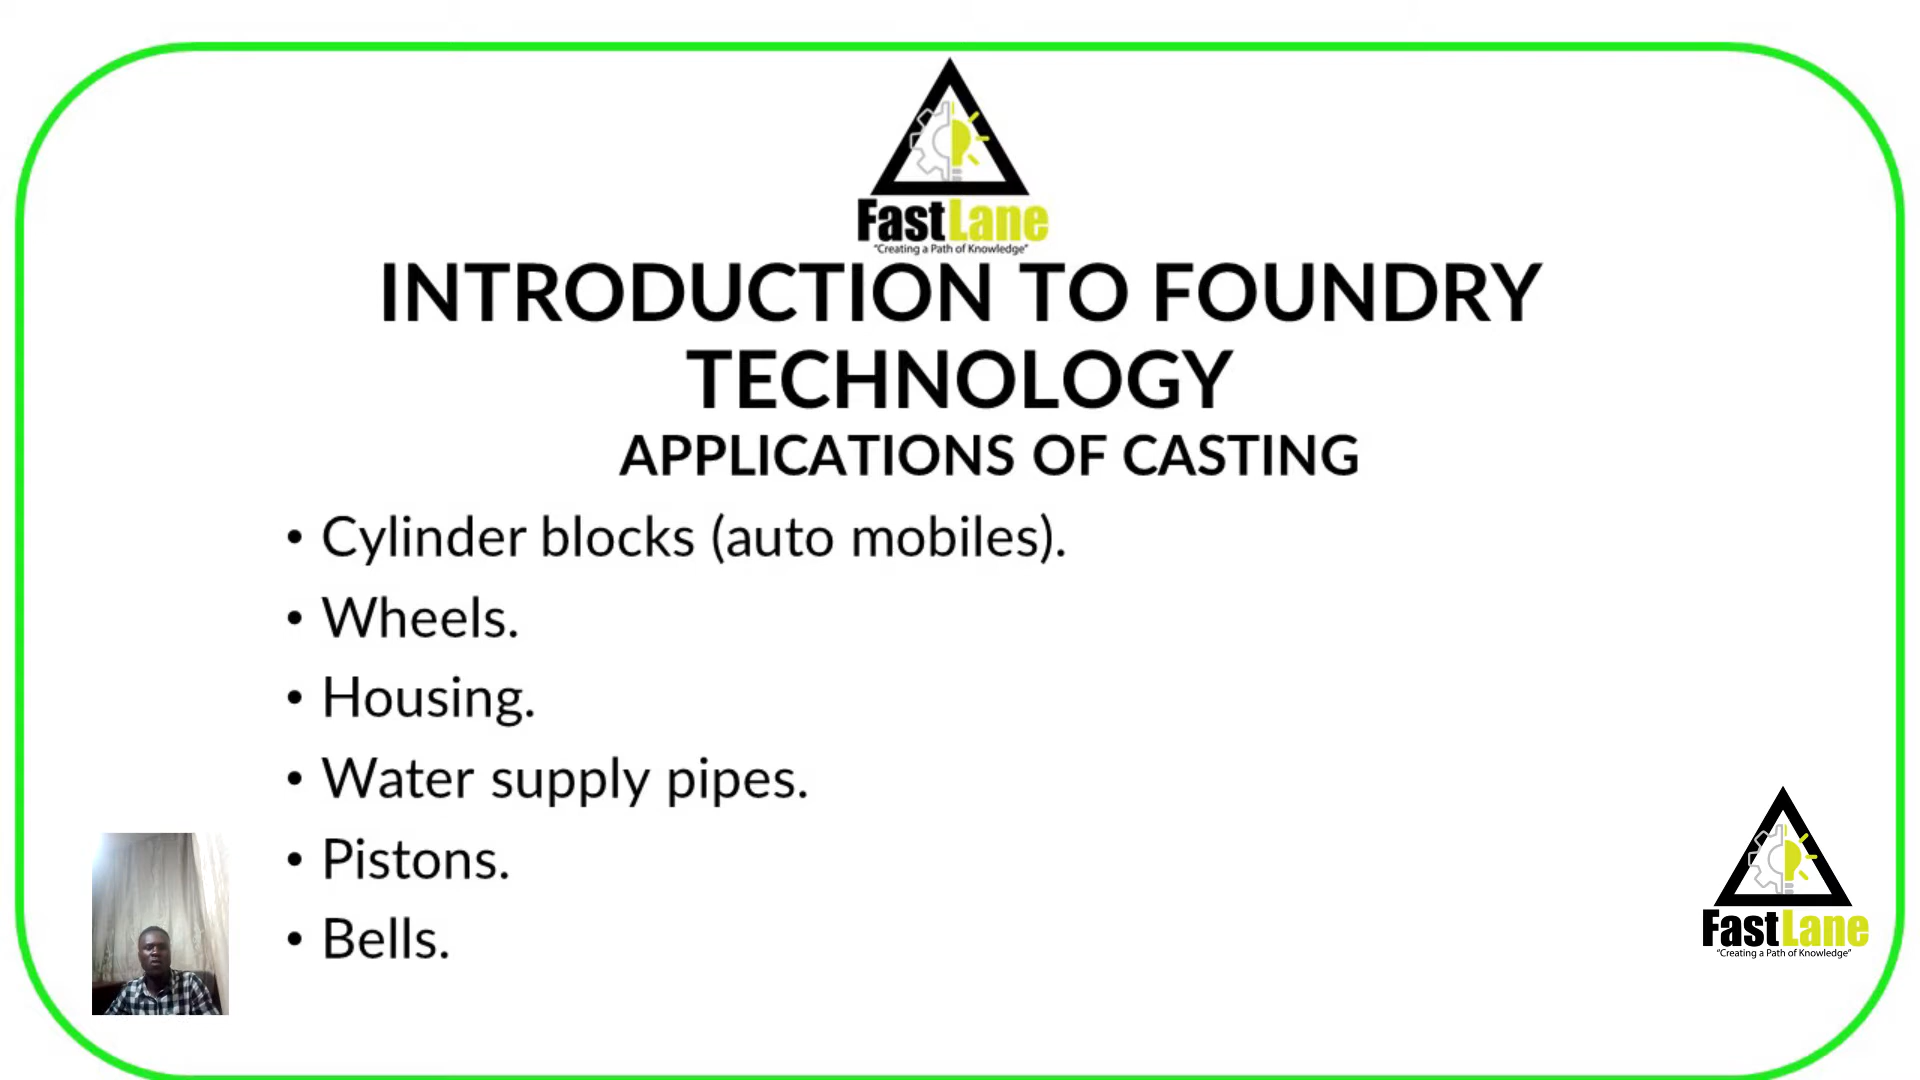 FastLane
"Creating a Path of Knowledge"
INTRODUCTION TO FOUNDRY
TECHNOLOGY
APPLICATIONS OF CASTING
• Cylinder blocks (auto mobiles).
• Wheels.
• Housing.
• Water supply pipes.
• Pistons.
• Bells.
FastLane
"Creating a Path of Knowledge"